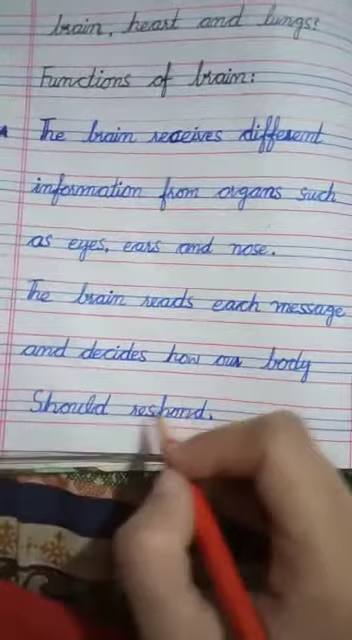 brain, heart and lungs?
Functions of brain:
The brain receives different
information from organs such
as eyes, ears and nose.
The brain reads each message
and decides how our body
Should respond.